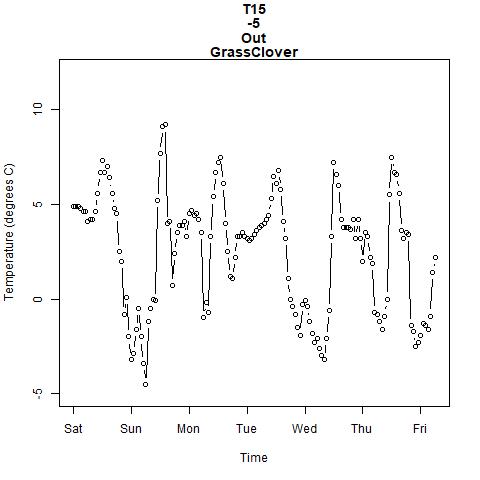 T15
-5
Out
GrassClover
Temperature (degrees C)
10
5
0
-5
Sat Sun Mon Tue Wed Thu Fri
Time